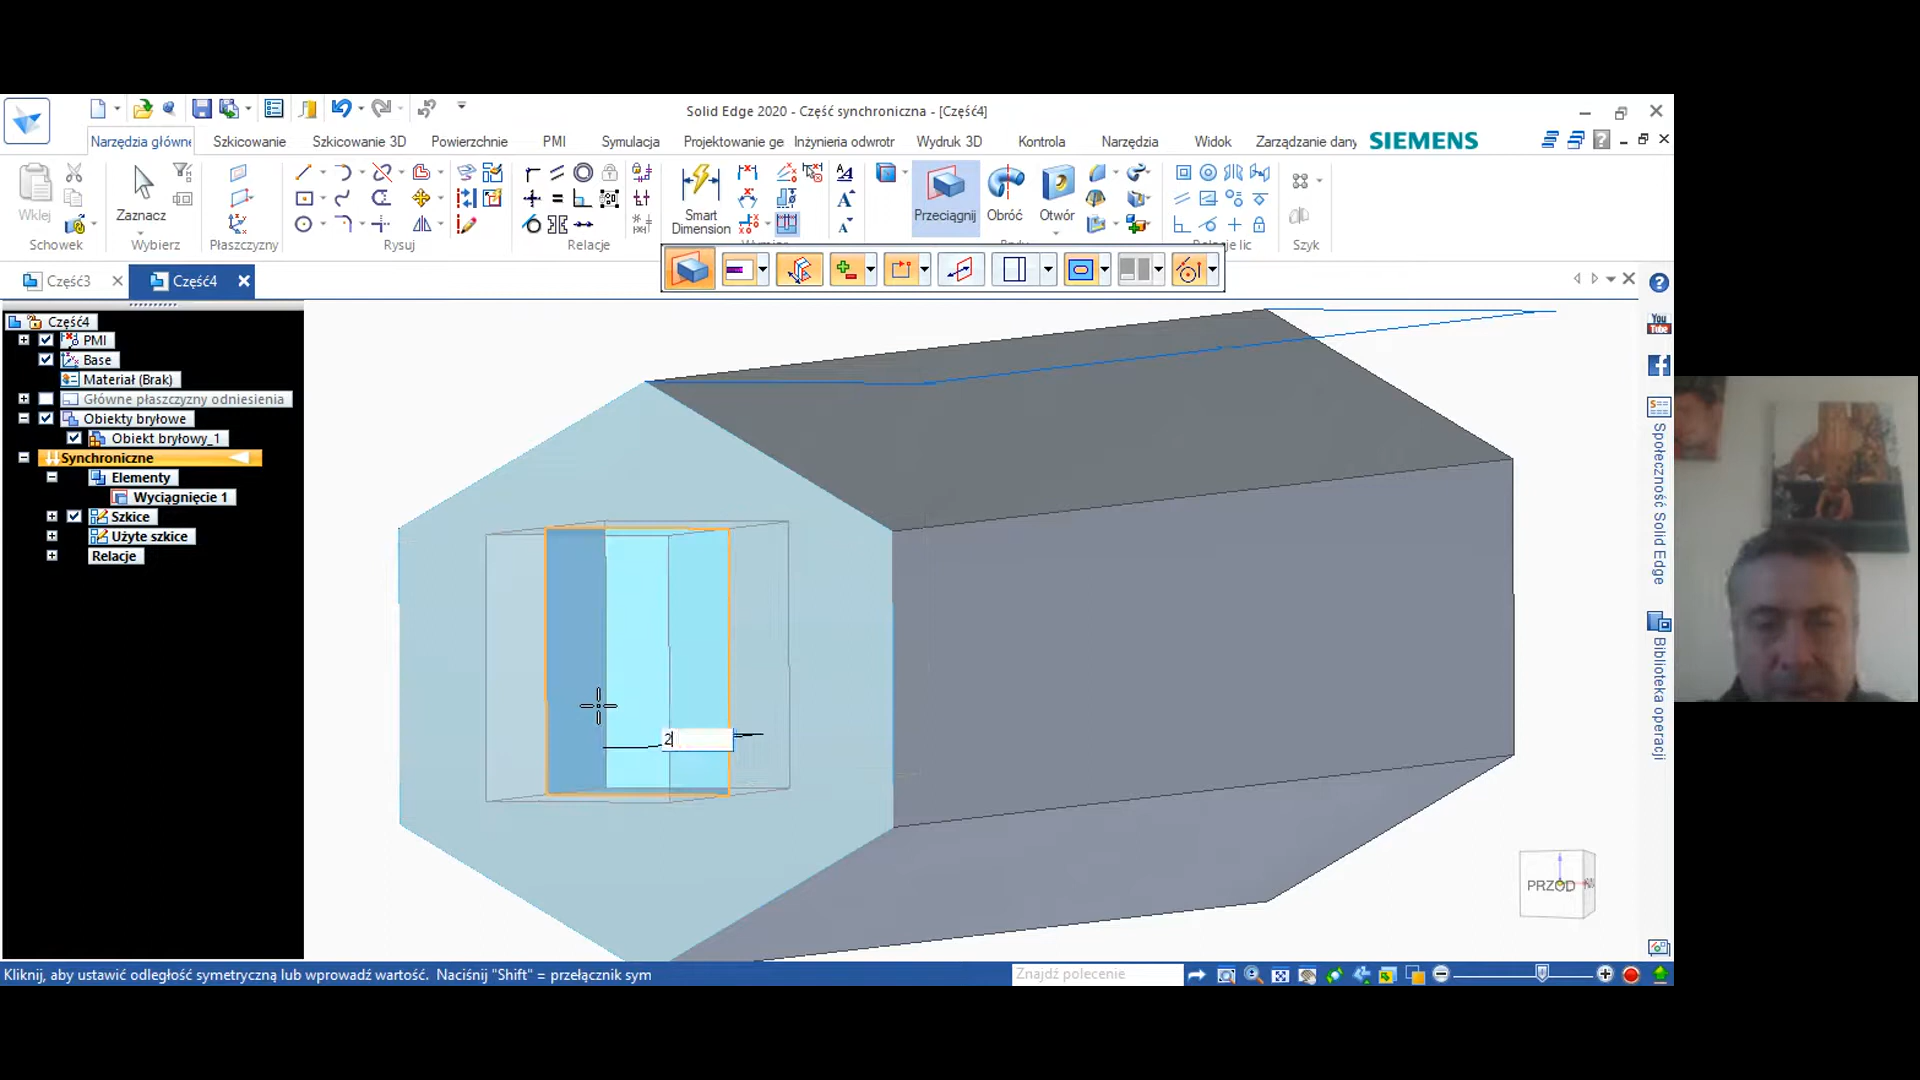 Solid Edge 2020 - Część synchroniczna - [Część4]
Narzędzia główne
Szkicowanie
Szkicowanie 3D
Powierzchnie
PMI
Symulacja
Projektowanie ge
Inżynieria odwrotr
Wydruk 3D
Kontrola
Narzędzia
Widok
Zarządzanie dany
SIEMENS
Wklej
Schowek
Zaznacz
Wybierz
Płaszczyzny
Rysuj
Relacje
Smart
Dimension
Przeciągnij
Obróć
Otwór
Szyk
Część3
Część4
Część4
PMI
Base
Materiał (Brak)
Główne płaszczyzny odniesienia
Obiekty bryłowe
Obiekt bryłowy_1
Synchroniczne
Elementy
Wyciągnięcie 1
Szkice
Użyte szkice
Relacje
2
PRZÓD
You
Tube
Społeczność Solid Edge
Biblioteka operacji
Kliknij, aby ustawić odległość symetryczną lub wprowadź wartość. Naciśnij "Shift" = przełącznik sym
Znajdź polecenie